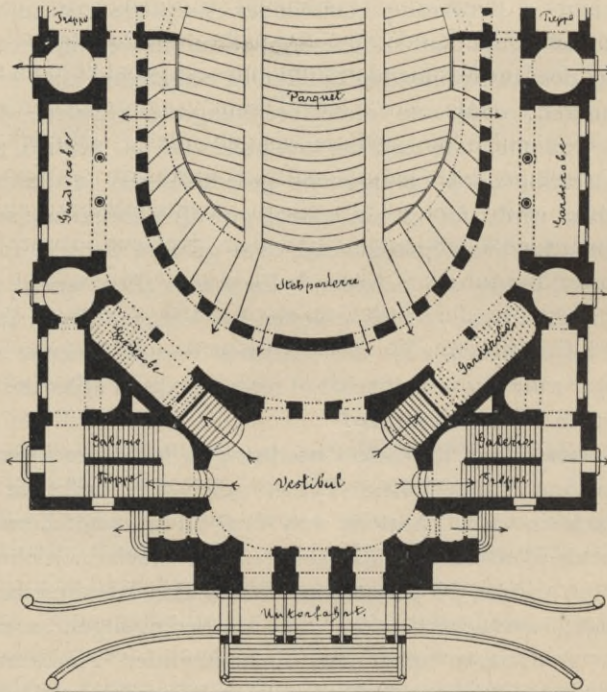 Treppe
Treppe
Parquet
Garderobe
Garderobe
Stehparterre
Garderobe
Garderobe
Galerie
Galerie
Vestibul
Treppe
Treppe
Unterfahrt.